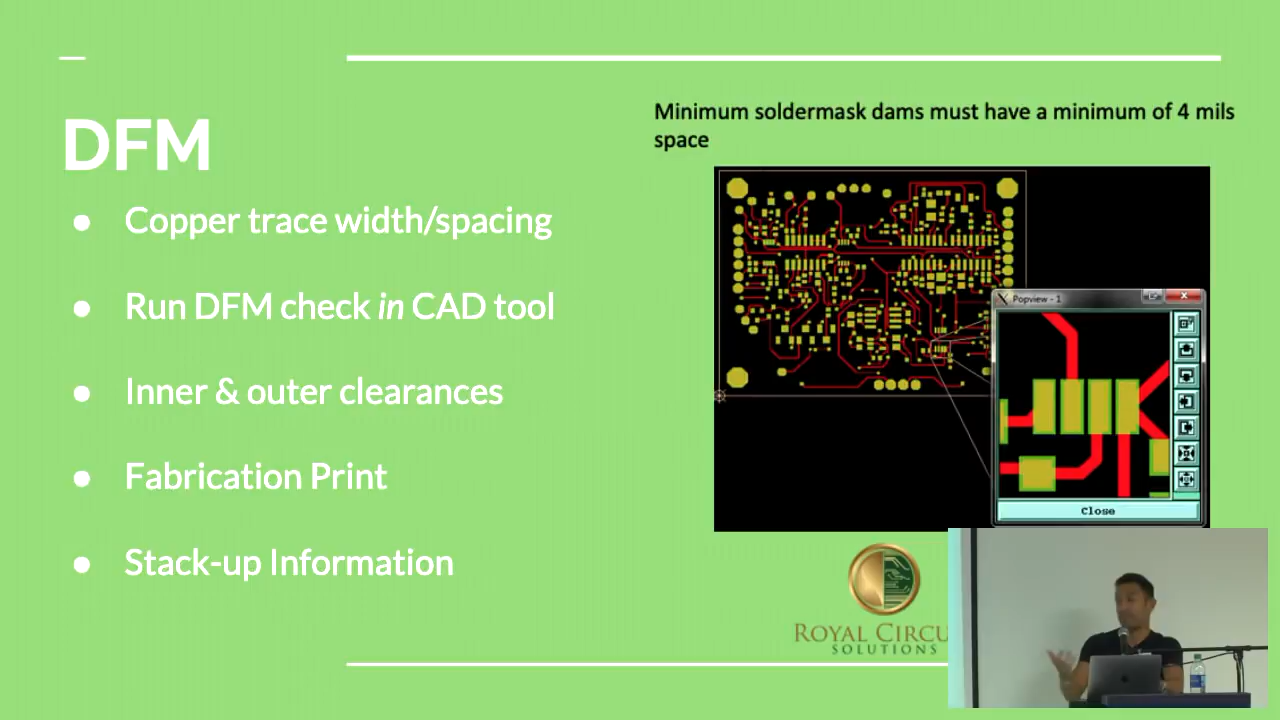 DFM
Copper trace width/spacing
Run DFM check in CAD tool
Inner & outer clearances
Fabrication Print
Stack-up Information
Minimum soldermask dams must have a minimum of 4 mils
space
Popview - 1
Close
ROYAL CIRCU
SOLUTIONS